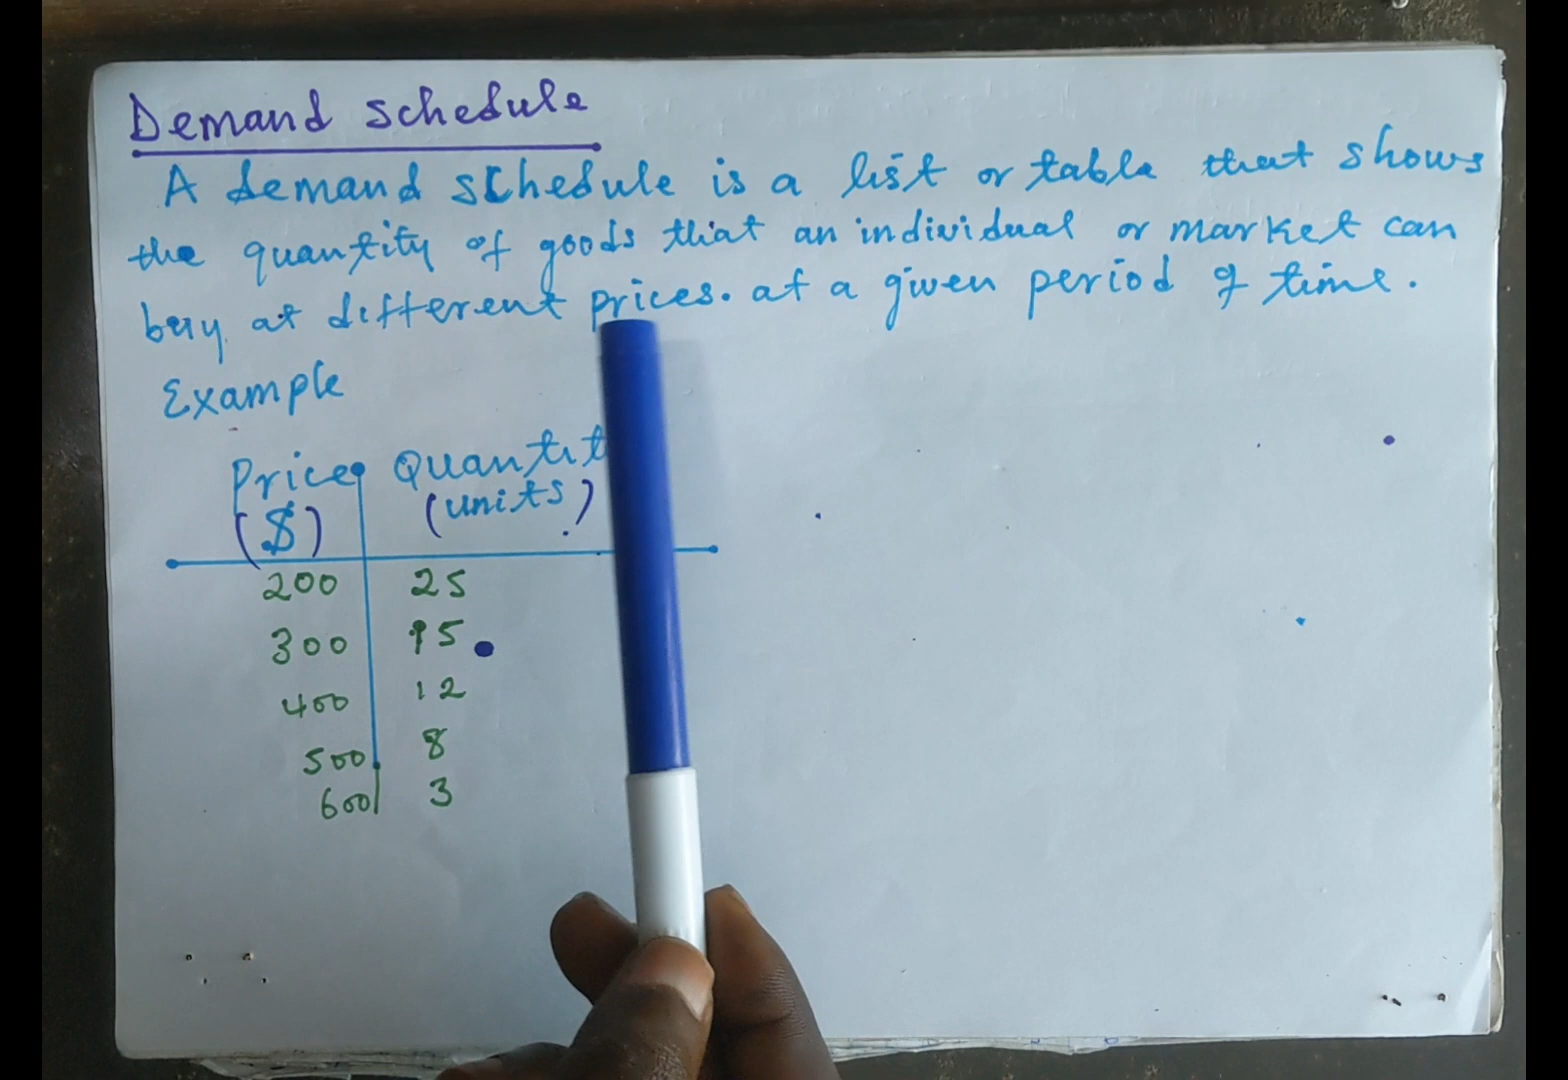 Demand schedule
A demand schedule is a list or table that shows
the quantity of goods that an individual or market can
buy at different prices. at a given period of time.
Example
Price Quantit
($) (units)
200 25
300 15
400 12
500 8
600 3